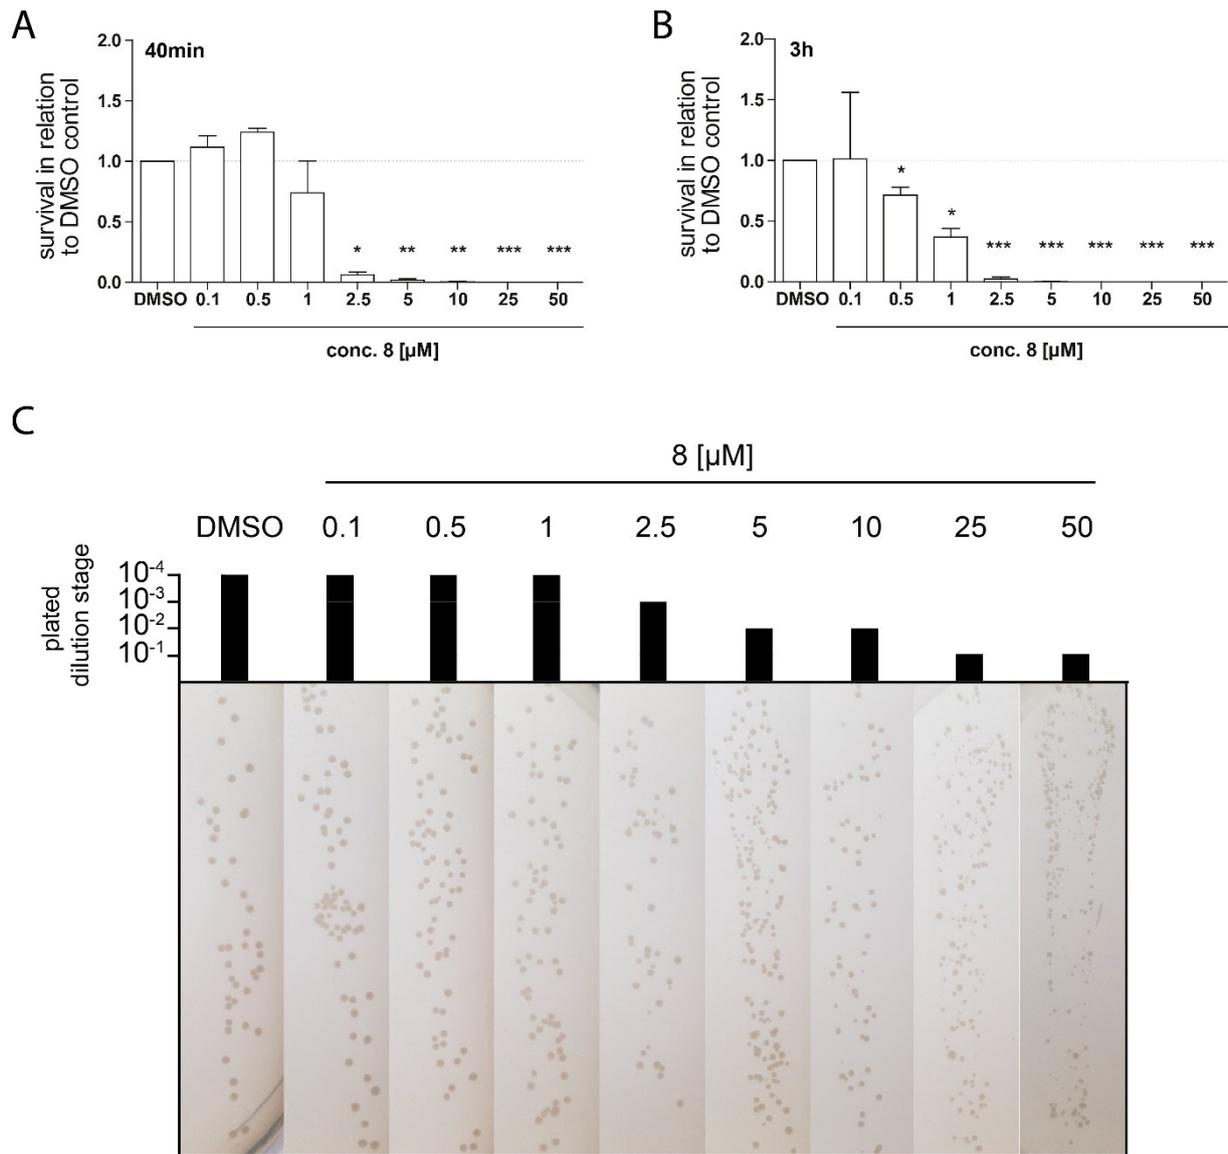 A
40min
survival in relation
to DMSO control
2.0
1.5
1.0
0.5
0.0
* ** ** *** ***
DMSO 0.1 0.5 1 2.5 5 10 25 50
conc. 8 [µM]
B
3h
survival in relation
to DMSO control
2.0
1.5
1.0
0.5
0.0
* * *** *** *** *** ***
DMSO 0.1 0.5 1 2.5 5 10 25 50
conc. 8 [µM]
C
8 [µM]
DMSO 0.1 0.5 1 2.5 5 10 25 50
plated
dilution stage
10-4
10-3
10-2
10-1